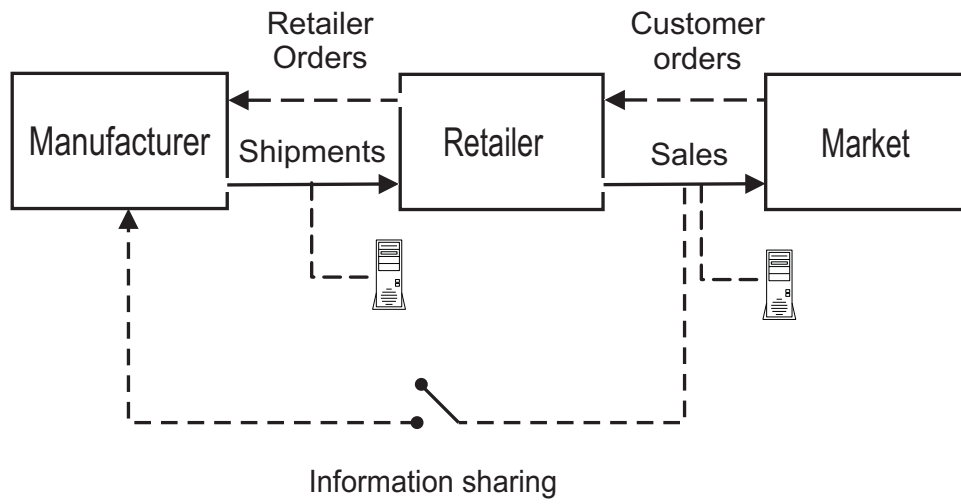 Retailer
Orders
Customer
orders
Manufacturer
Shipments
Retailer
Sales
Market
Information sharing